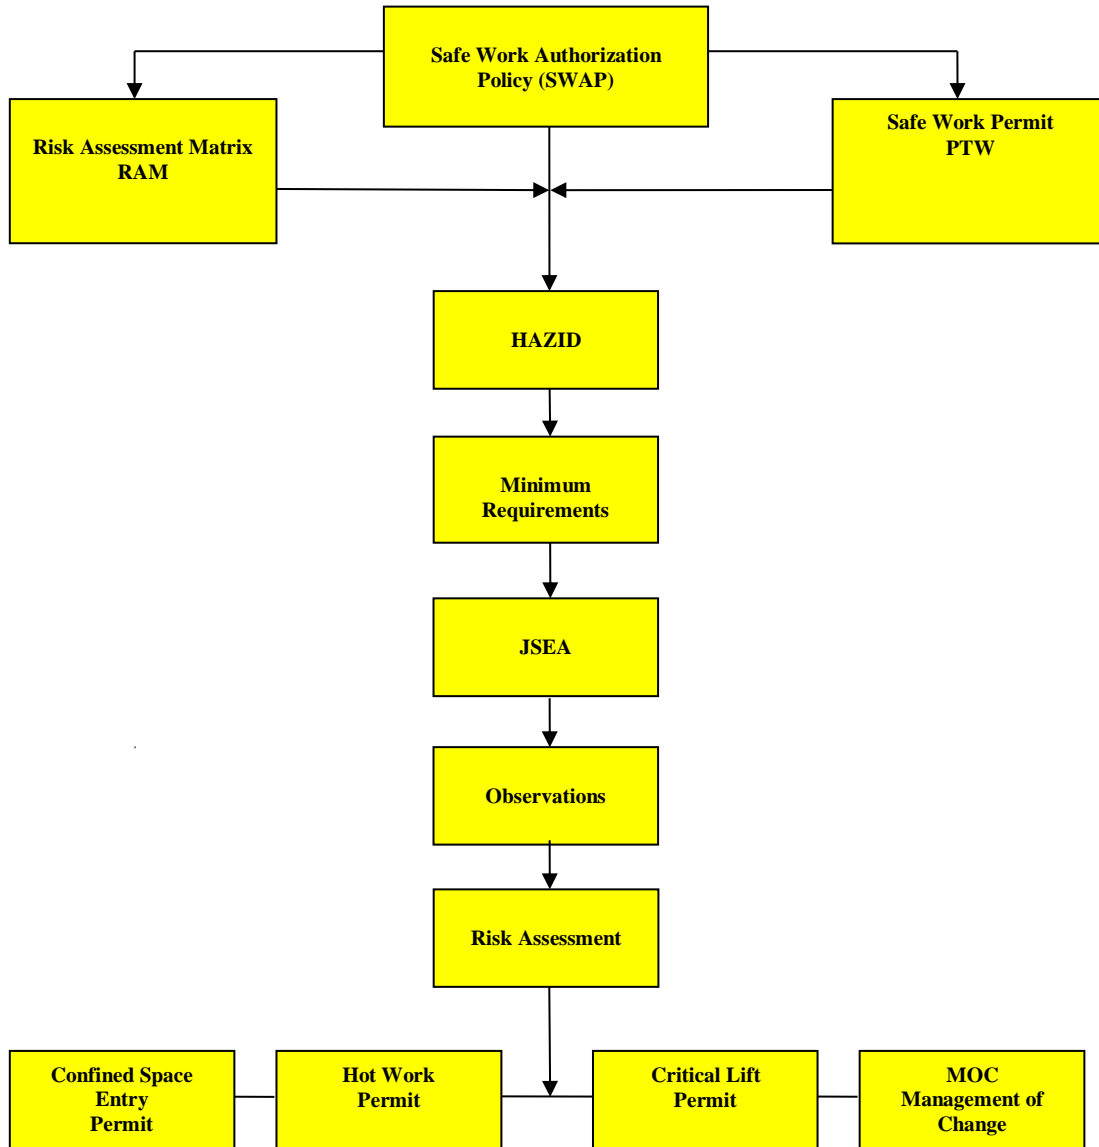 Safe Work Authorization
Policy (SWAP)
Risk Assessment Matrix
RAM
Safe Work Permit
PTW
HAZID
Minimum
Requirements
JSEA
Observations
Risk Assessment
Confined Space
Entry
Permit
Hot Work
Permit
Critical Lift
Permit
MOC
Management of
Change